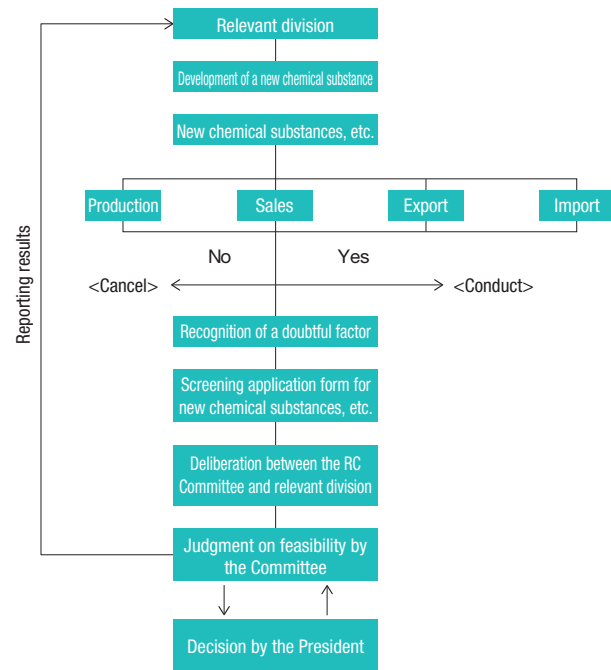 Relevant division
Development of a new chemical substance
New chemical substances, etc.
Production
Sales
Export
Import
No
Yes
<Cancel>
<Conduct>
Reporting results
Recognition of a doubtful factor
Screening application form for
new chemical substances, etc.
Deliberation between the RC
Committee and relevant division
Judgment on feasibility by
the Committee
Decision by the President